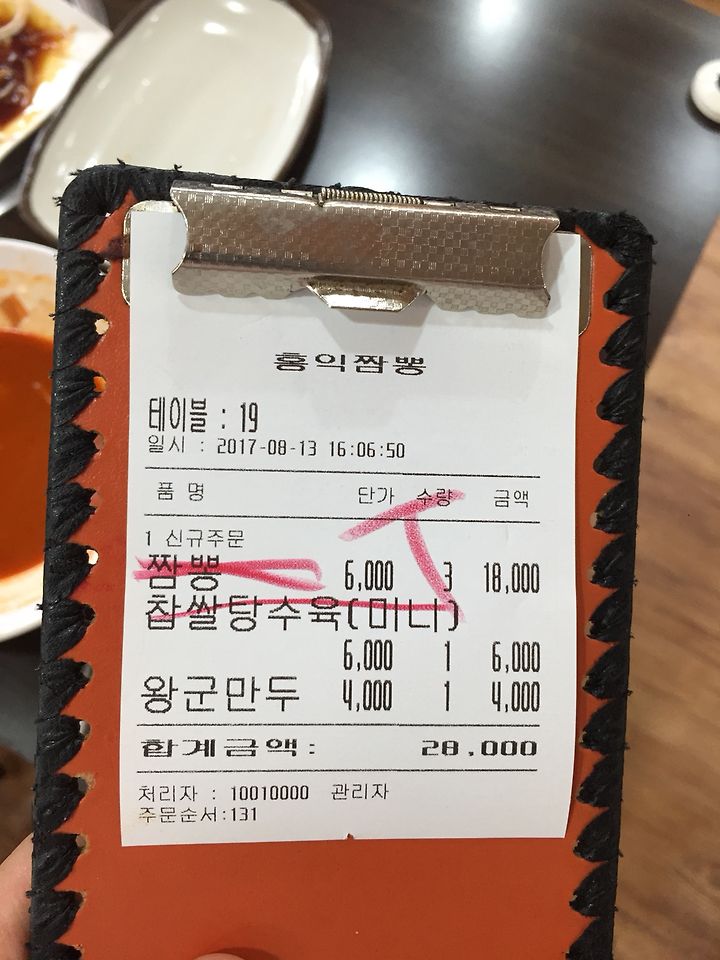 홍익짬뽕
테이블 : 19
일시 : 2017-08-13 16:06:50
품 명 단가 수량 금액
1 신규주문
짬뽕 6,000 3 18,000
찹쌀탕수육(미니)
6,000 1 6,000
왕군만두 4,000 1 4,000
합계금액: 28,000
처리자 : 10010000 관리자
주문순서:131